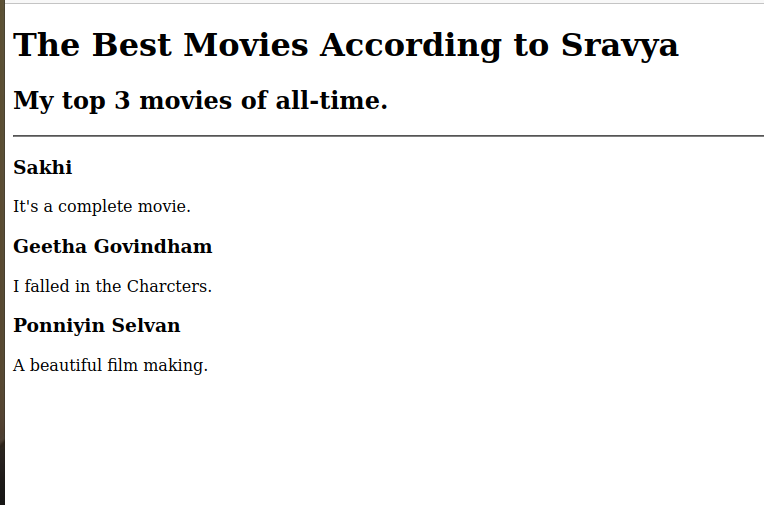 The Best Movies According to Sravya
My top 3 movies of all-time.
Sakhi
It's a complete movie.
Geetha Govindham
I falled in the Charcters.
Ponniyin Selvan
A beautiful film making.